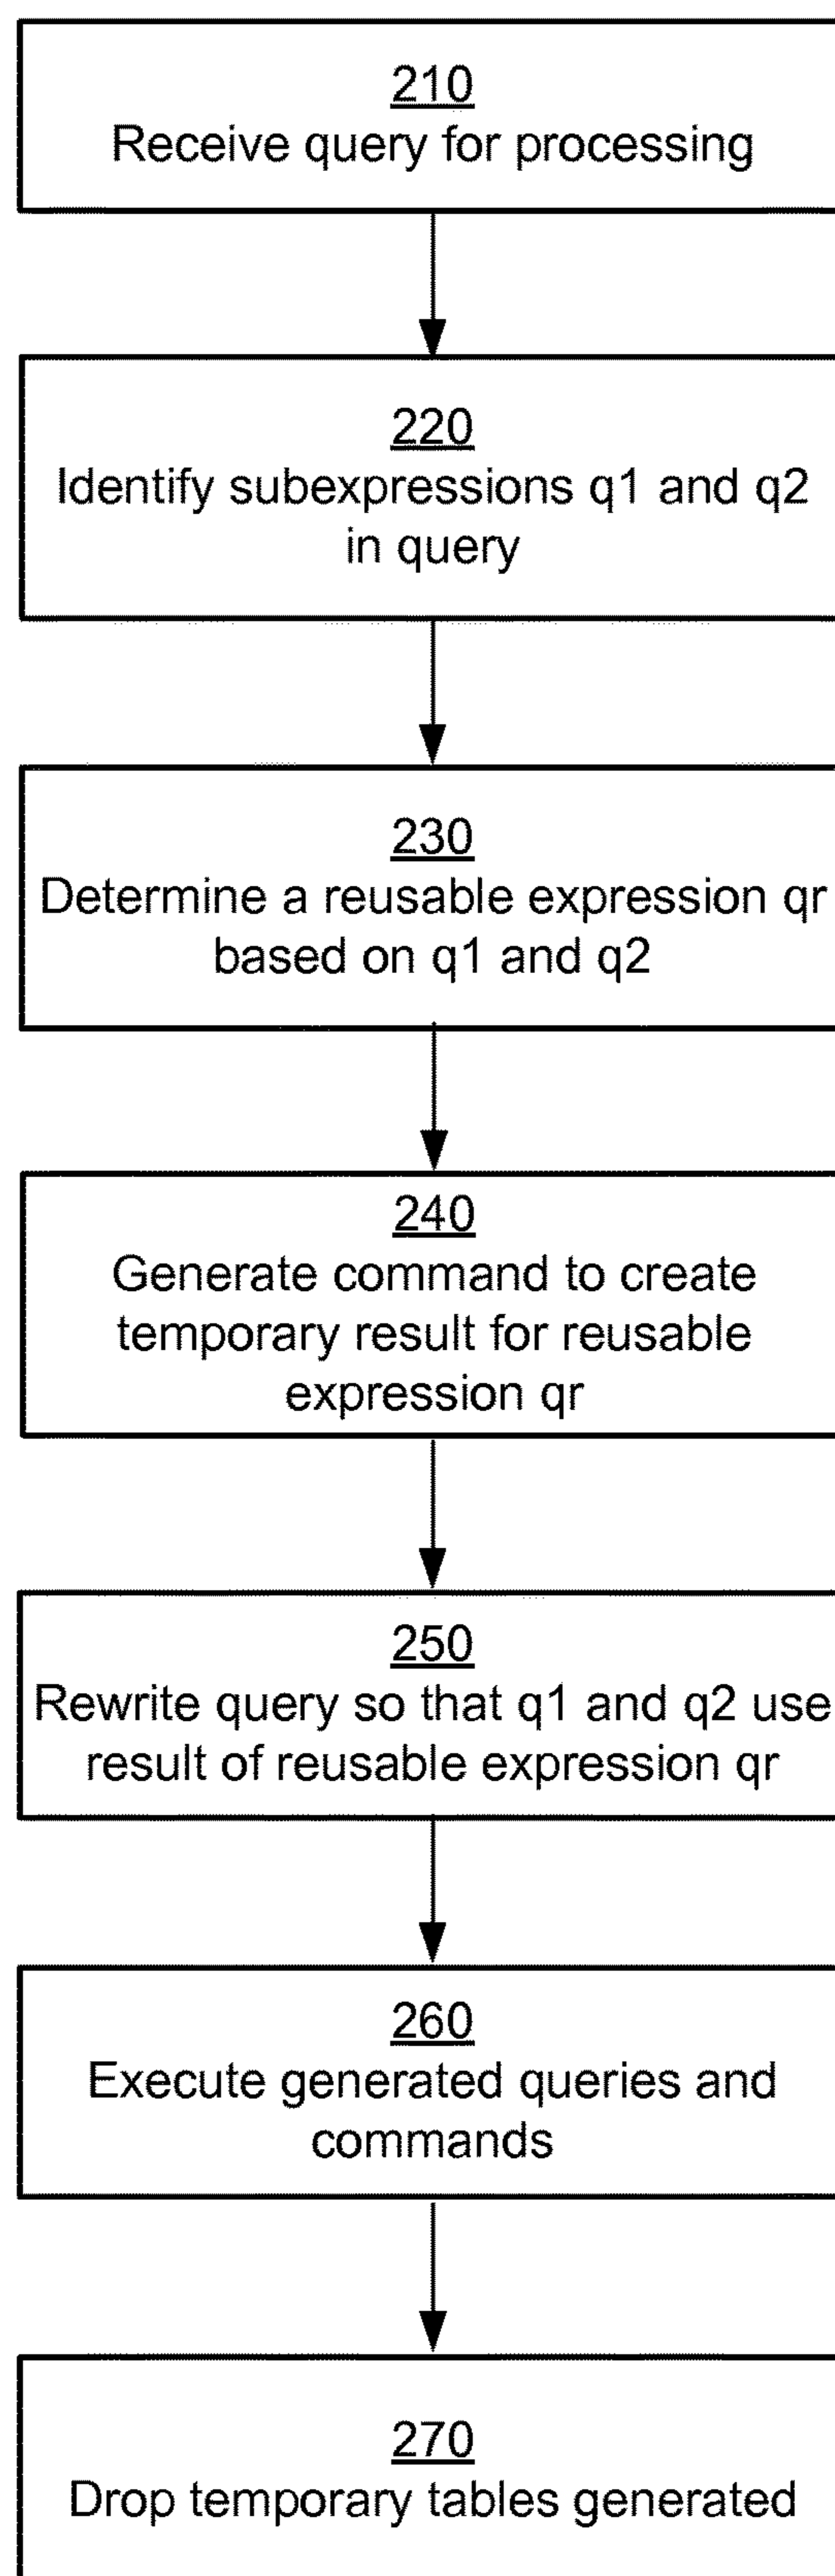 210
Receive query for processing
220
Identify subexpressions q1 and q2
in query
230
Determine a reusable expression qr
based on q1 and q2
240
Generate command to create
temporary result for reusable
expression qr
250
Rewrite query so that q1 and q2 use
result of reusable expression qr
260
Execute generated queries and
commands
270
Drop temporary tables generated